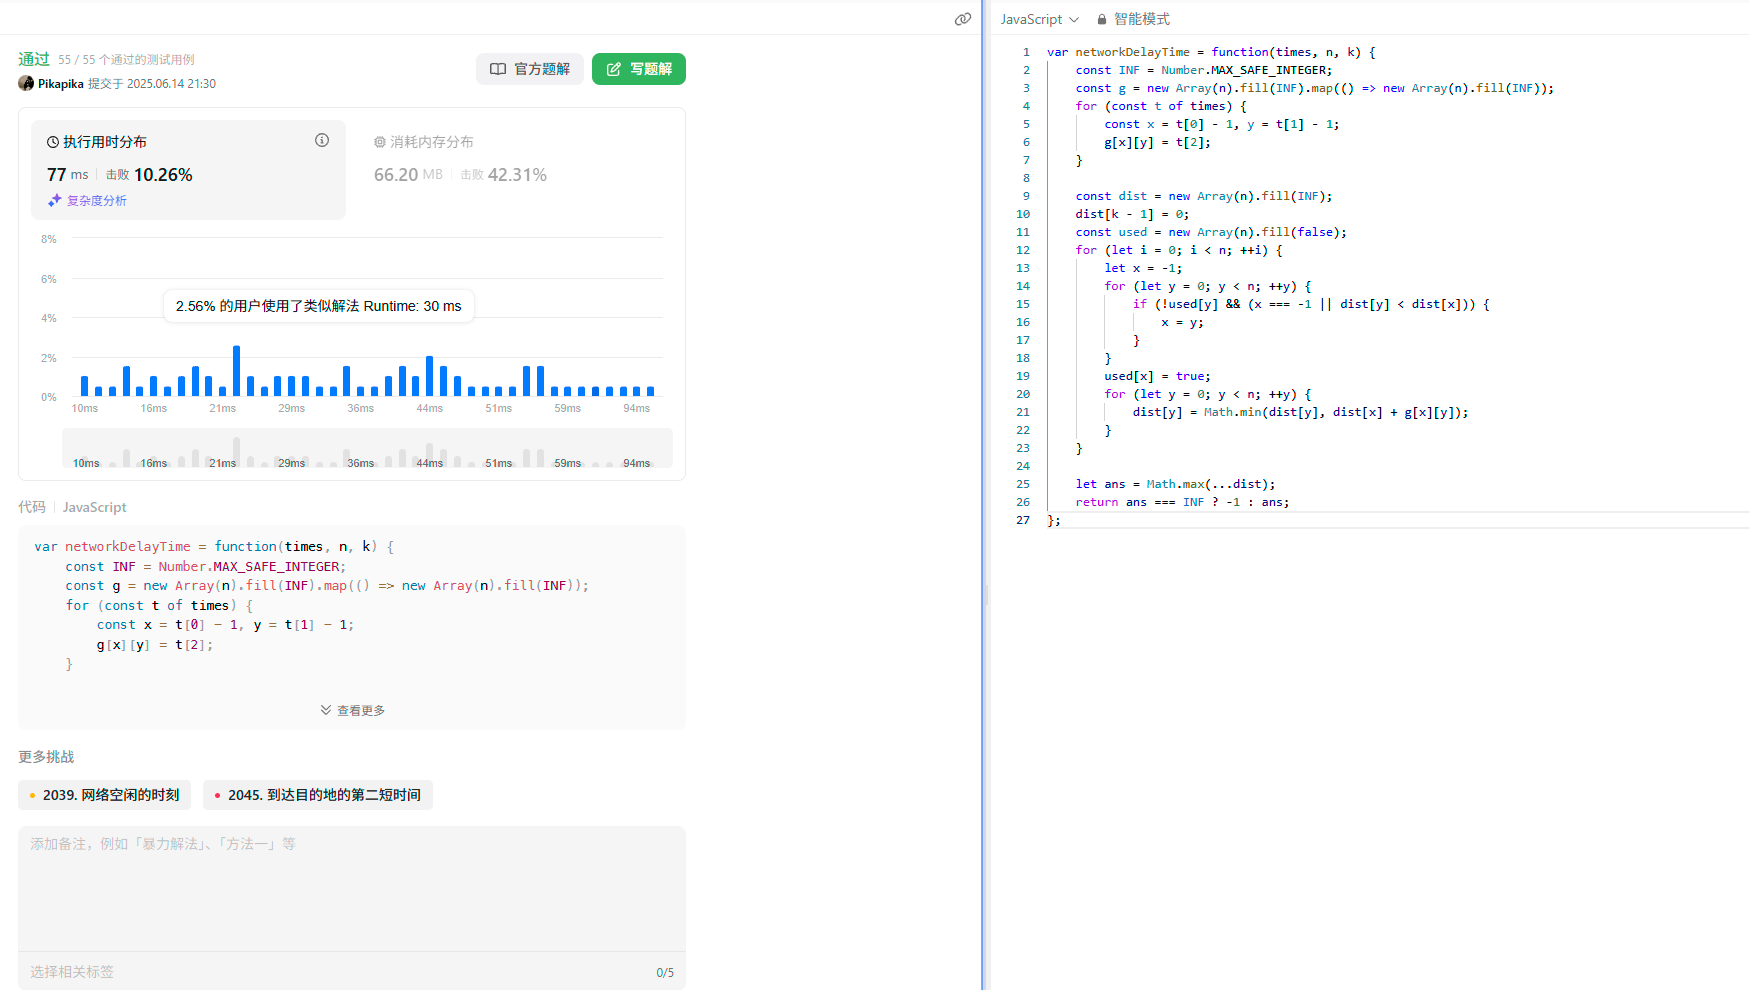 通过 55 / 55 个通过的测试用例
Pikapika 提交于 2025.06.14 21:30
官方题解
写题解
执行用时分布
77 ms 击败 10.26%
复杂度分析
消耗内存分布
66.20 MB 击败 42.31%
8%
6%
4%
2%
0%
2.56% 的用户使用了类似解法 Runtime: 30 ms
10ms 16ms 21ms 29ms 36ms 44ms 51ms 59ms 94ms
10ms 16ms 21ms 29ms 36ms 44ms 51ms 59ms 94ms
代码 JavaScript
var networkDelayTime = function(times, n, k) {
    const INF = Number.MAX_SAFE_INTEGER;
    const g = new Array(n).fill(INF).map(() => new Array(n).fill(INF));
    for (const t of times) {
        const x = t[0] - 1, y = t[1] - 1;
        g[x][y] = t[2];
    }
查看更多
更多挑战
2039. 网络空闲的时刻
2045. 到达目的地的第二短时间
添加备注，例如「暴力解法」、「方法一」等
选择相关标签 0/5
JavaScript 智能模式
1 var networkDelayTime = function(times, n, k) {
2     const INF = Number.MAX_SAFE_INTEGER;
3     const g = new Array(n).fill(INF).map(() => new Array(n).fill(INF));
4     for (const t of times) {
5         const x = t[0] - 1, y = t[1] - 1;
6         g[x][y] = t[2];
7     }
8
9     const dist = new Array(n).fill(INF);
10     dist[k - 1] = 0;
11     const used = new Array(n).fill(false);
12     for (let i = 0; i < n; ++i) {
13         let x = -1;
14         for (let y = 0; y < n; ++y) {
15             if (!used[y] && (x === -1 || dist[y] < dist[x])) {
16                 x = y;
17             }
18         }
19         used[x] = true;
20         for (let y = 0; y < n; ++y) {
21             dist[y] = Math.min(dist[y], dist[x] + g[x][y]);
22         }
23     }
24
25     let ans = Math.max(...dist);
26     return ans === INF ? -1 : ans;
27 };